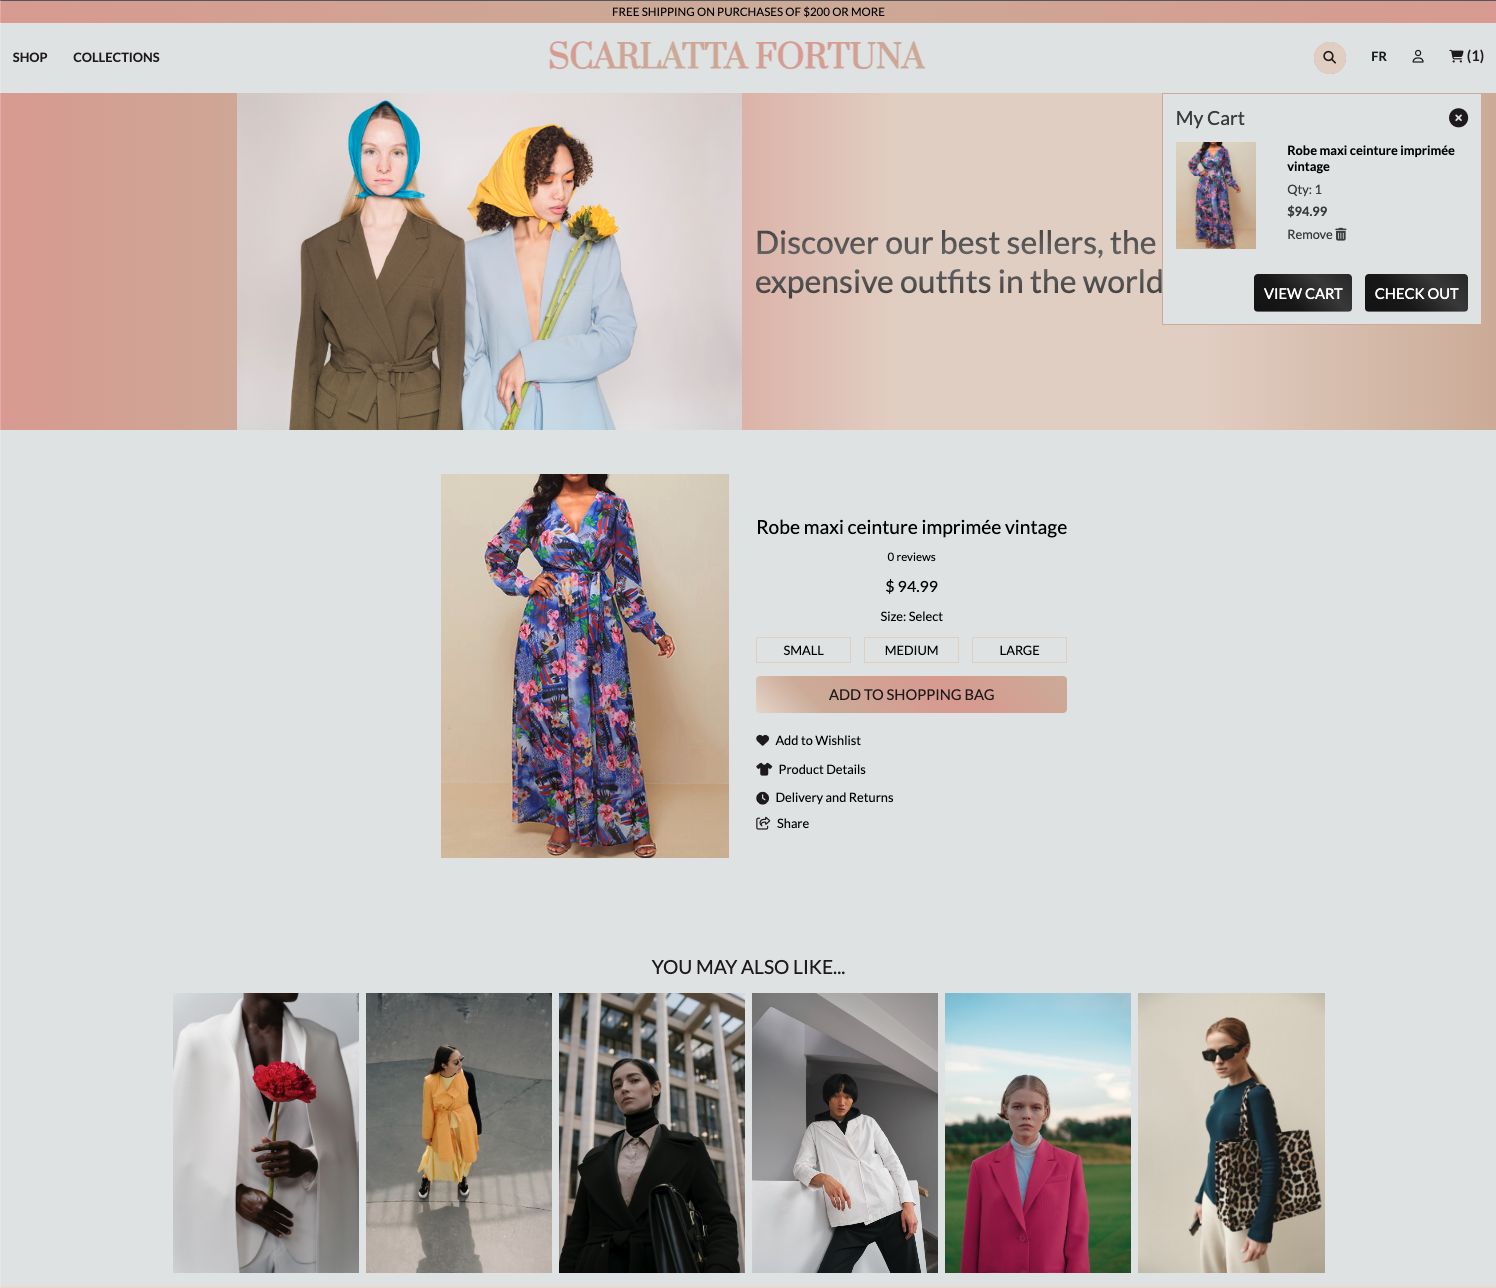 FREE SHIPPING ON PURCHASES OF $200 OR MORE
SHOP
COLLECTIONS
SCARLATTA FORTUNA
FR
(1)
My Cart
Robe maxi ceinture imprimée
vintage
Qty: 1
$94.99
Remove
VIEW CART
CHECK OUT
Discover our best sellers, the
expensive outfits in the world
Robe maxi ceinture imprimée vintage
0 reviews
$ 94.99
Size: Select
SMALL
MEDIUM
LARGE
ADD TO SHOPPING BAG
Add to Wishlist
Product Details
Delivery and Returns
Share
YOU MAY ALSO LIKE...